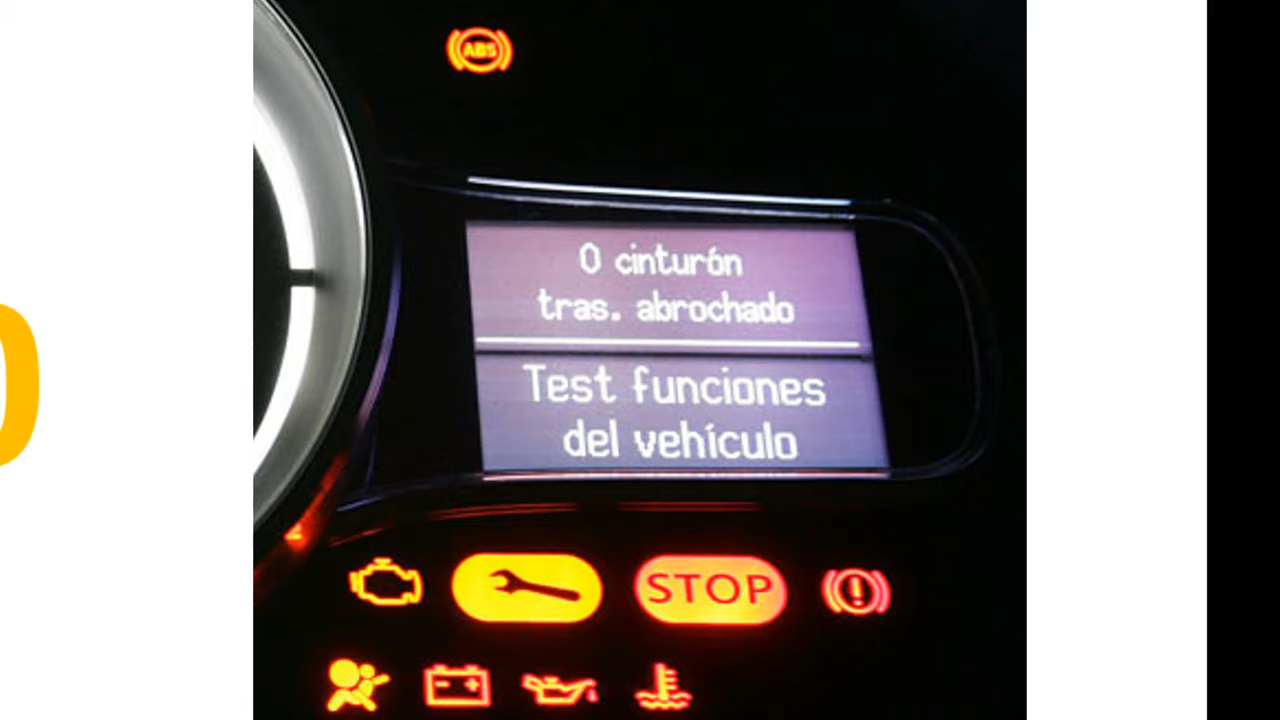 ABS
0 cinturón
tras. abrochado
Test funciones
del vehículo
STOP